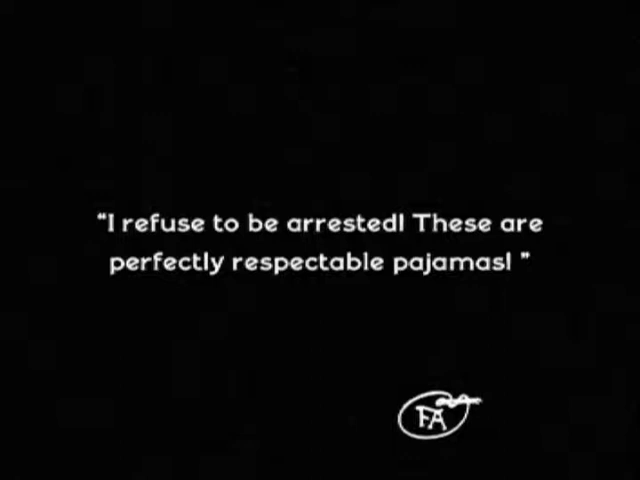 “I refuse to be arrested! These are
perfectly respectable pajamas! ”
FA